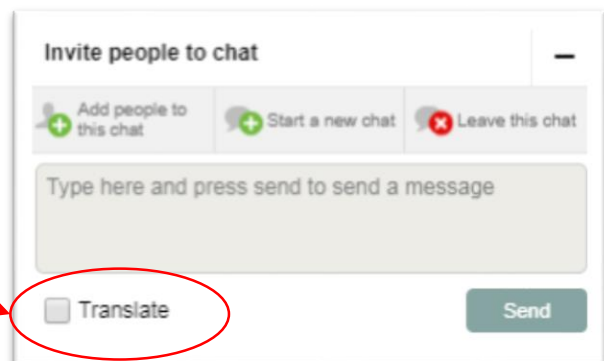 Invite people to chat
Add people to
this chat
Start a new chat
Leave this chat
Type here and press send to send a message
Translate
Send